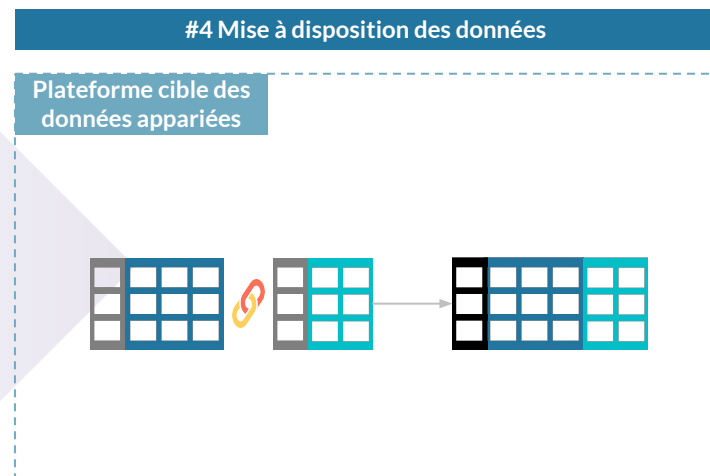 #4 Mise à disposition des données
Plateforme cible des
données appariées